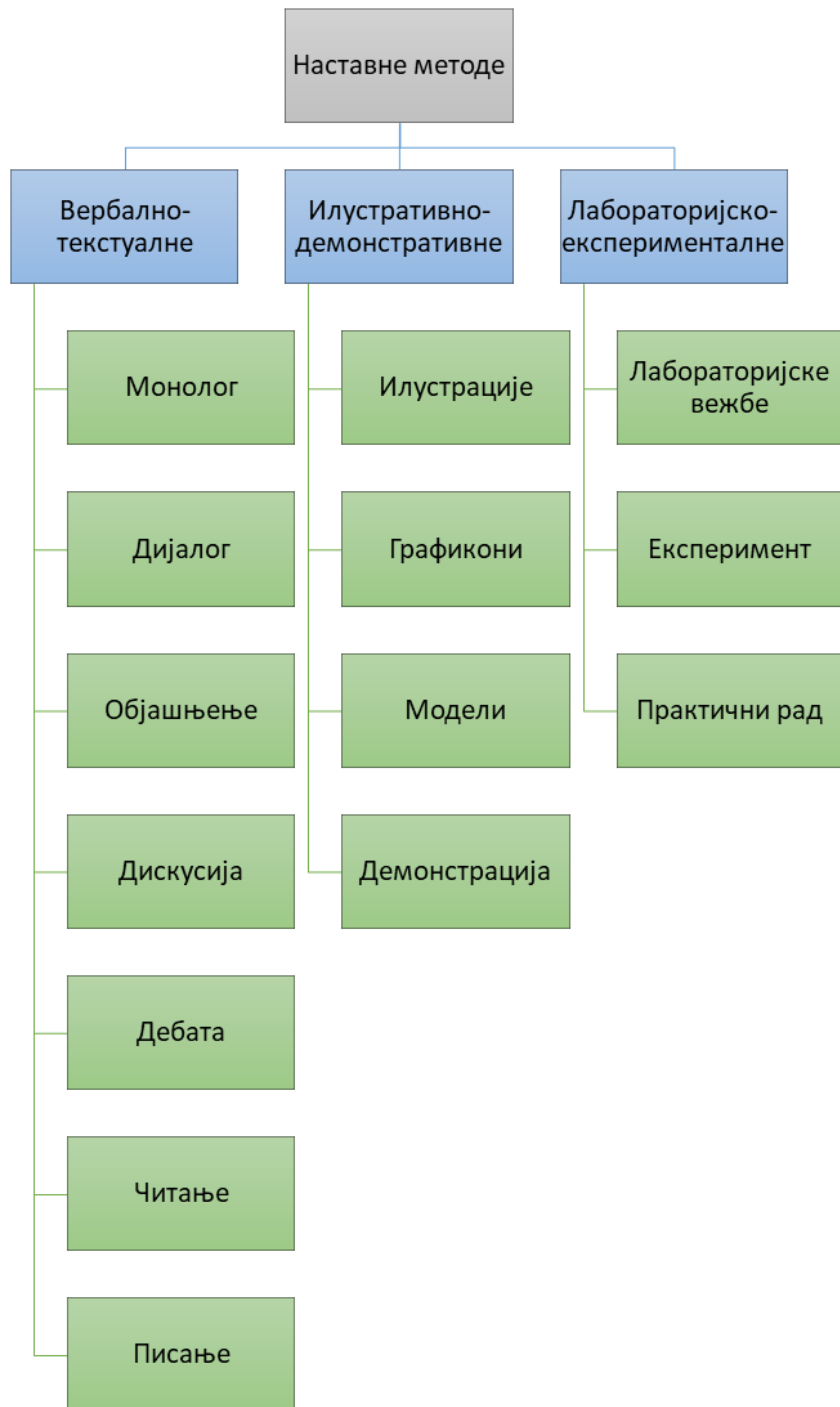 Наставне методе
Вербално-
текстуалне
Монолог
Дијалог
Објашњење
Дискусија
Дебата
Читање
Писање
Илустративно-
демонстративне
Илустрације
Графикони
Модели
Демонстрација
Лабораторијско-
експерименталне
Лабораторијске
вежбе
Експеримент
Практични рад